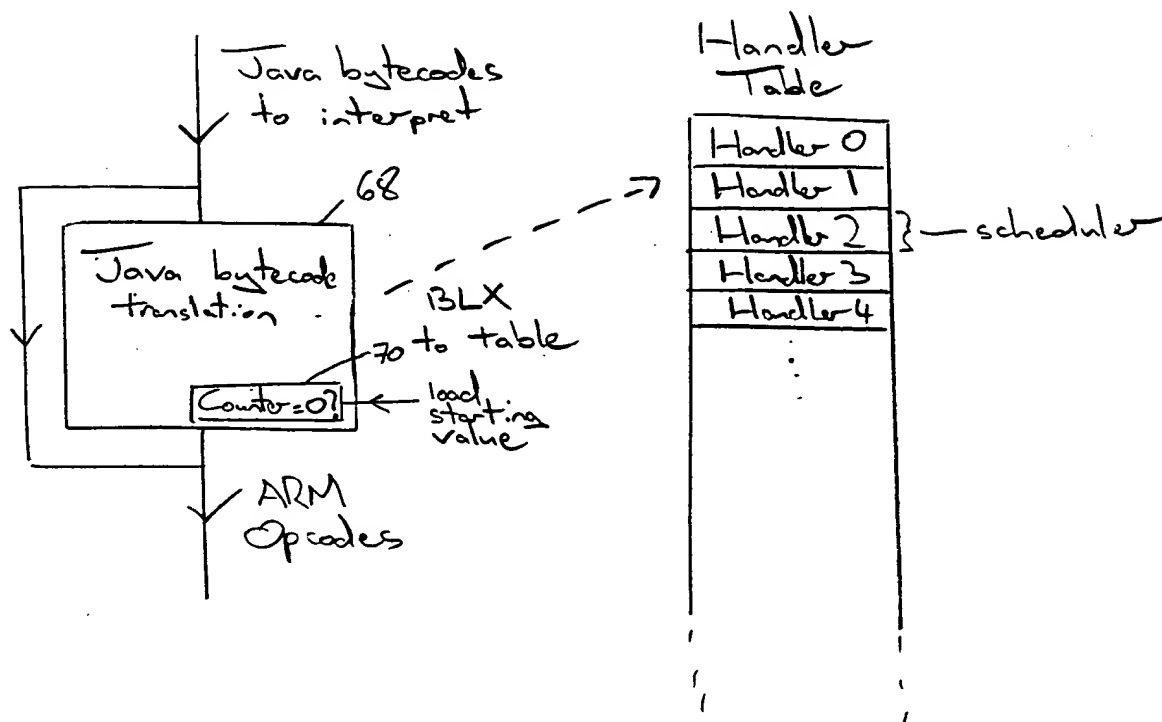 Java bytecodes
to interpret
68
Java bytecode
translation
BLX
to table
70
Counter=0?
load
starting
value
ARM
Opcodes
Handler
Table
Handler 0
Handler 1
Handler 2
scheduler
Handler 3
Handler 4